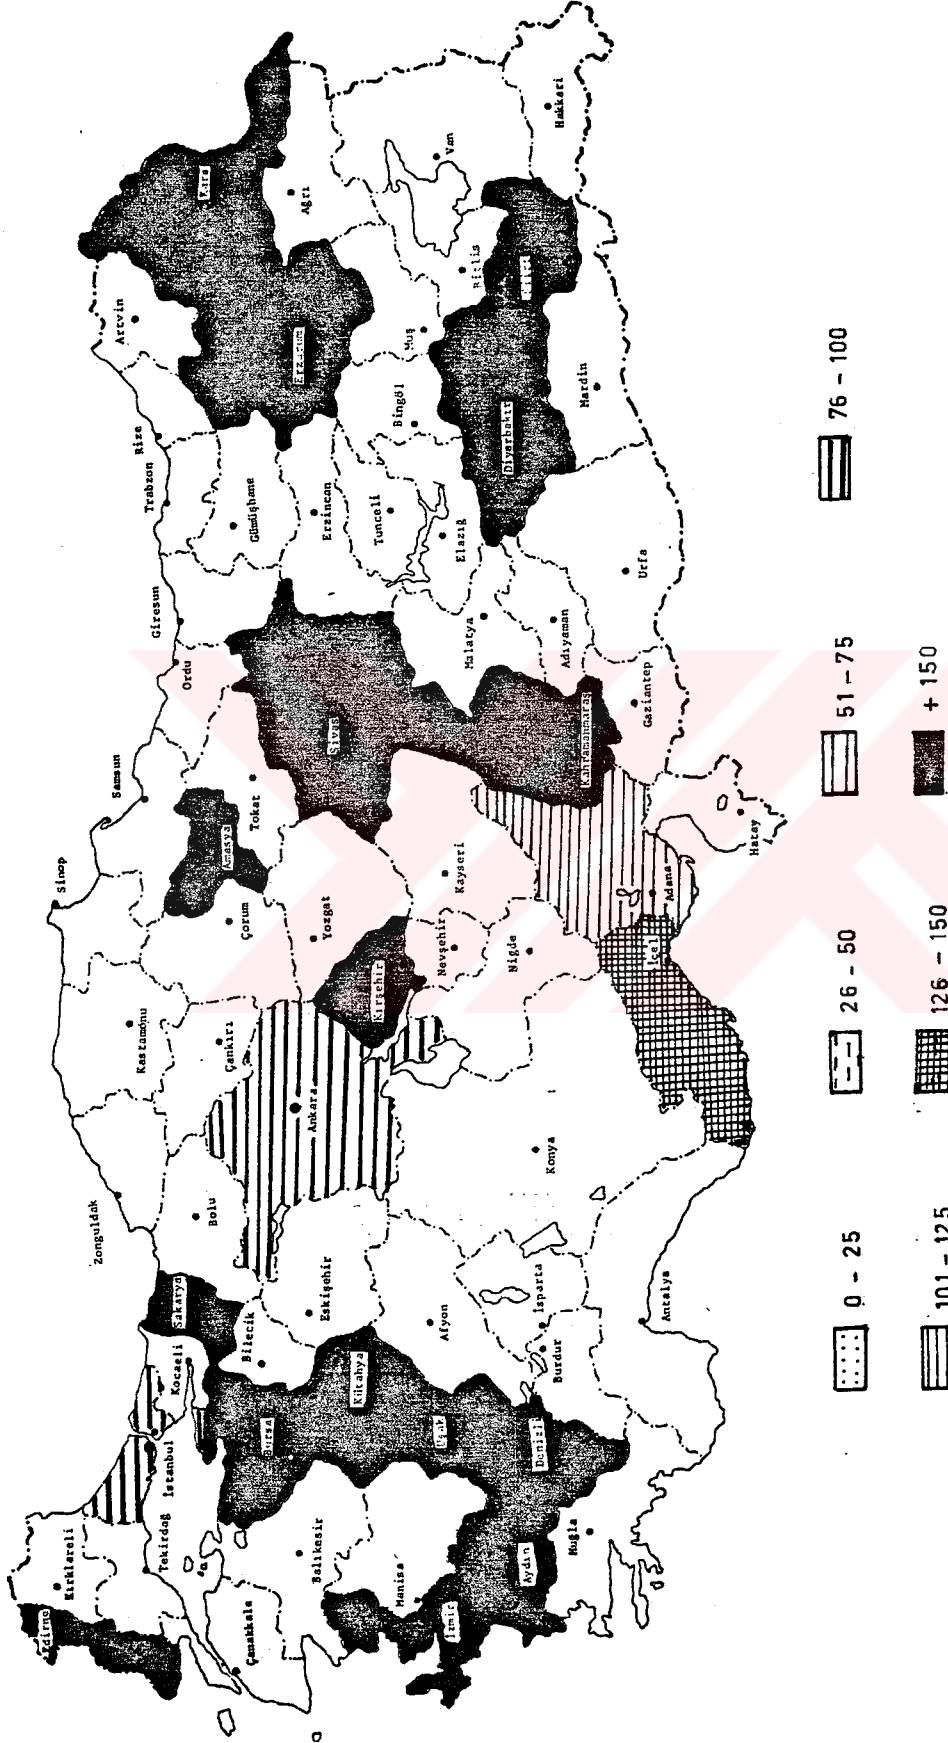 Edirne
Kırklareli
Tekirdağ
İstanbul
Kocaeli
Sakarya
Zonguldak
Bolu
Kastamonu
Sinop
Çankırı
Çorum
Samsun
Amasya
Tokat
Ordu
Giresun
Trabzon
Rize
Artvin
Kars
Gümüşhane
Erzurum
Ağrı
Çanakkale
Balıkesir
Bursa
Bilecik
Eskişehir
Kütahya
Ankara
Kırşehir
Yozgat
Sivas
Erzincan
Tunceli
Bingöl
Muş
Bitlis
Van
Hakkari
Manisa
İzmir
Uşak
Afyon
Nevşehir
Kayseri
Malatya
Elazığ
Diyarbakır
Siirt
Aydın
Denizli
Muğla
Burdur
Isparta
Konya
Niğde
Kahramanmaraş
Adıyaman
Urfa
Mardin
Antalya
İçel
Adana
Gaziantep
Hatay
0 - 25
26 - 50
51 - 75
76 - 100
101 - 125
126 - 150
+ 150